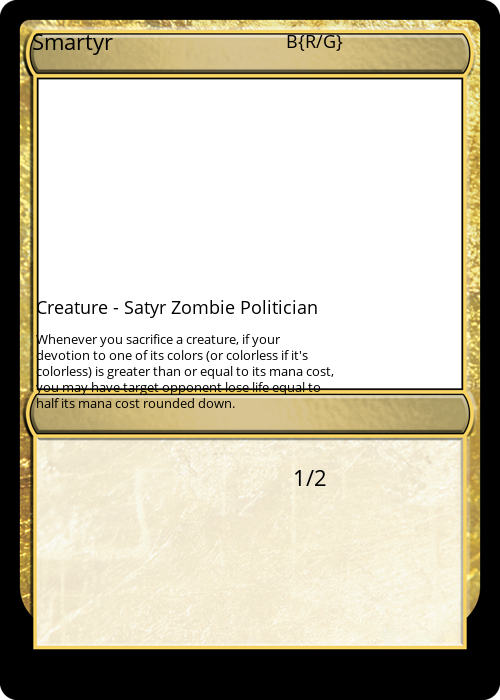 Smartyr B{R/G}
Creature - Satyr Zombie Politician
Whenever you sacrifice a creature, if your
devotion to one of its colors (or colorless if it's
colorless) is greater than or equal to its mana cost,
you may have target opponent lose life equal to
half its mana cost rounded down.
1/2